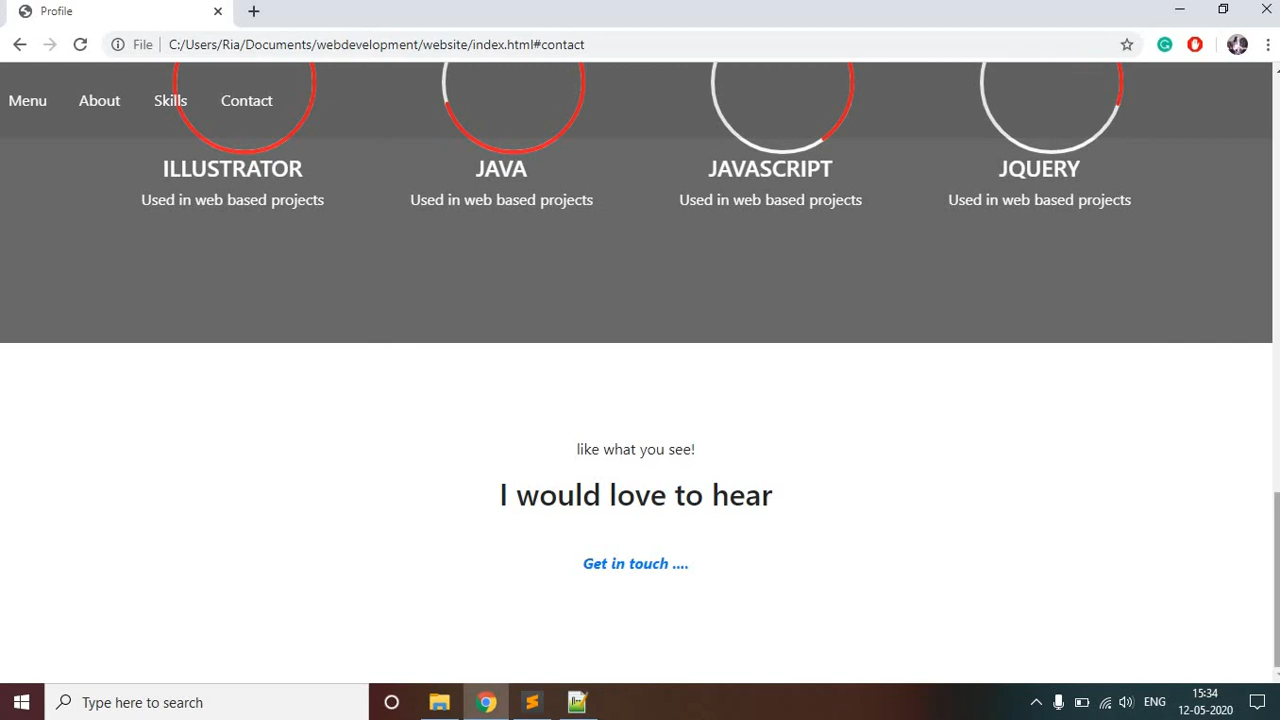 Profile
File
C:/Users/Ria/Documents/webdevelopment/website/index.html#contact
Menu About Skills Contact
ILLUSTRATOR JAVA JAVASCRIPT JQUERY
Used in web based projects Used in web based projects Used in web based projects Used in web based projects
like what you see!
I would love to hear
Get in touch ....
Type here to search
ENG
15:34
12-05-2020